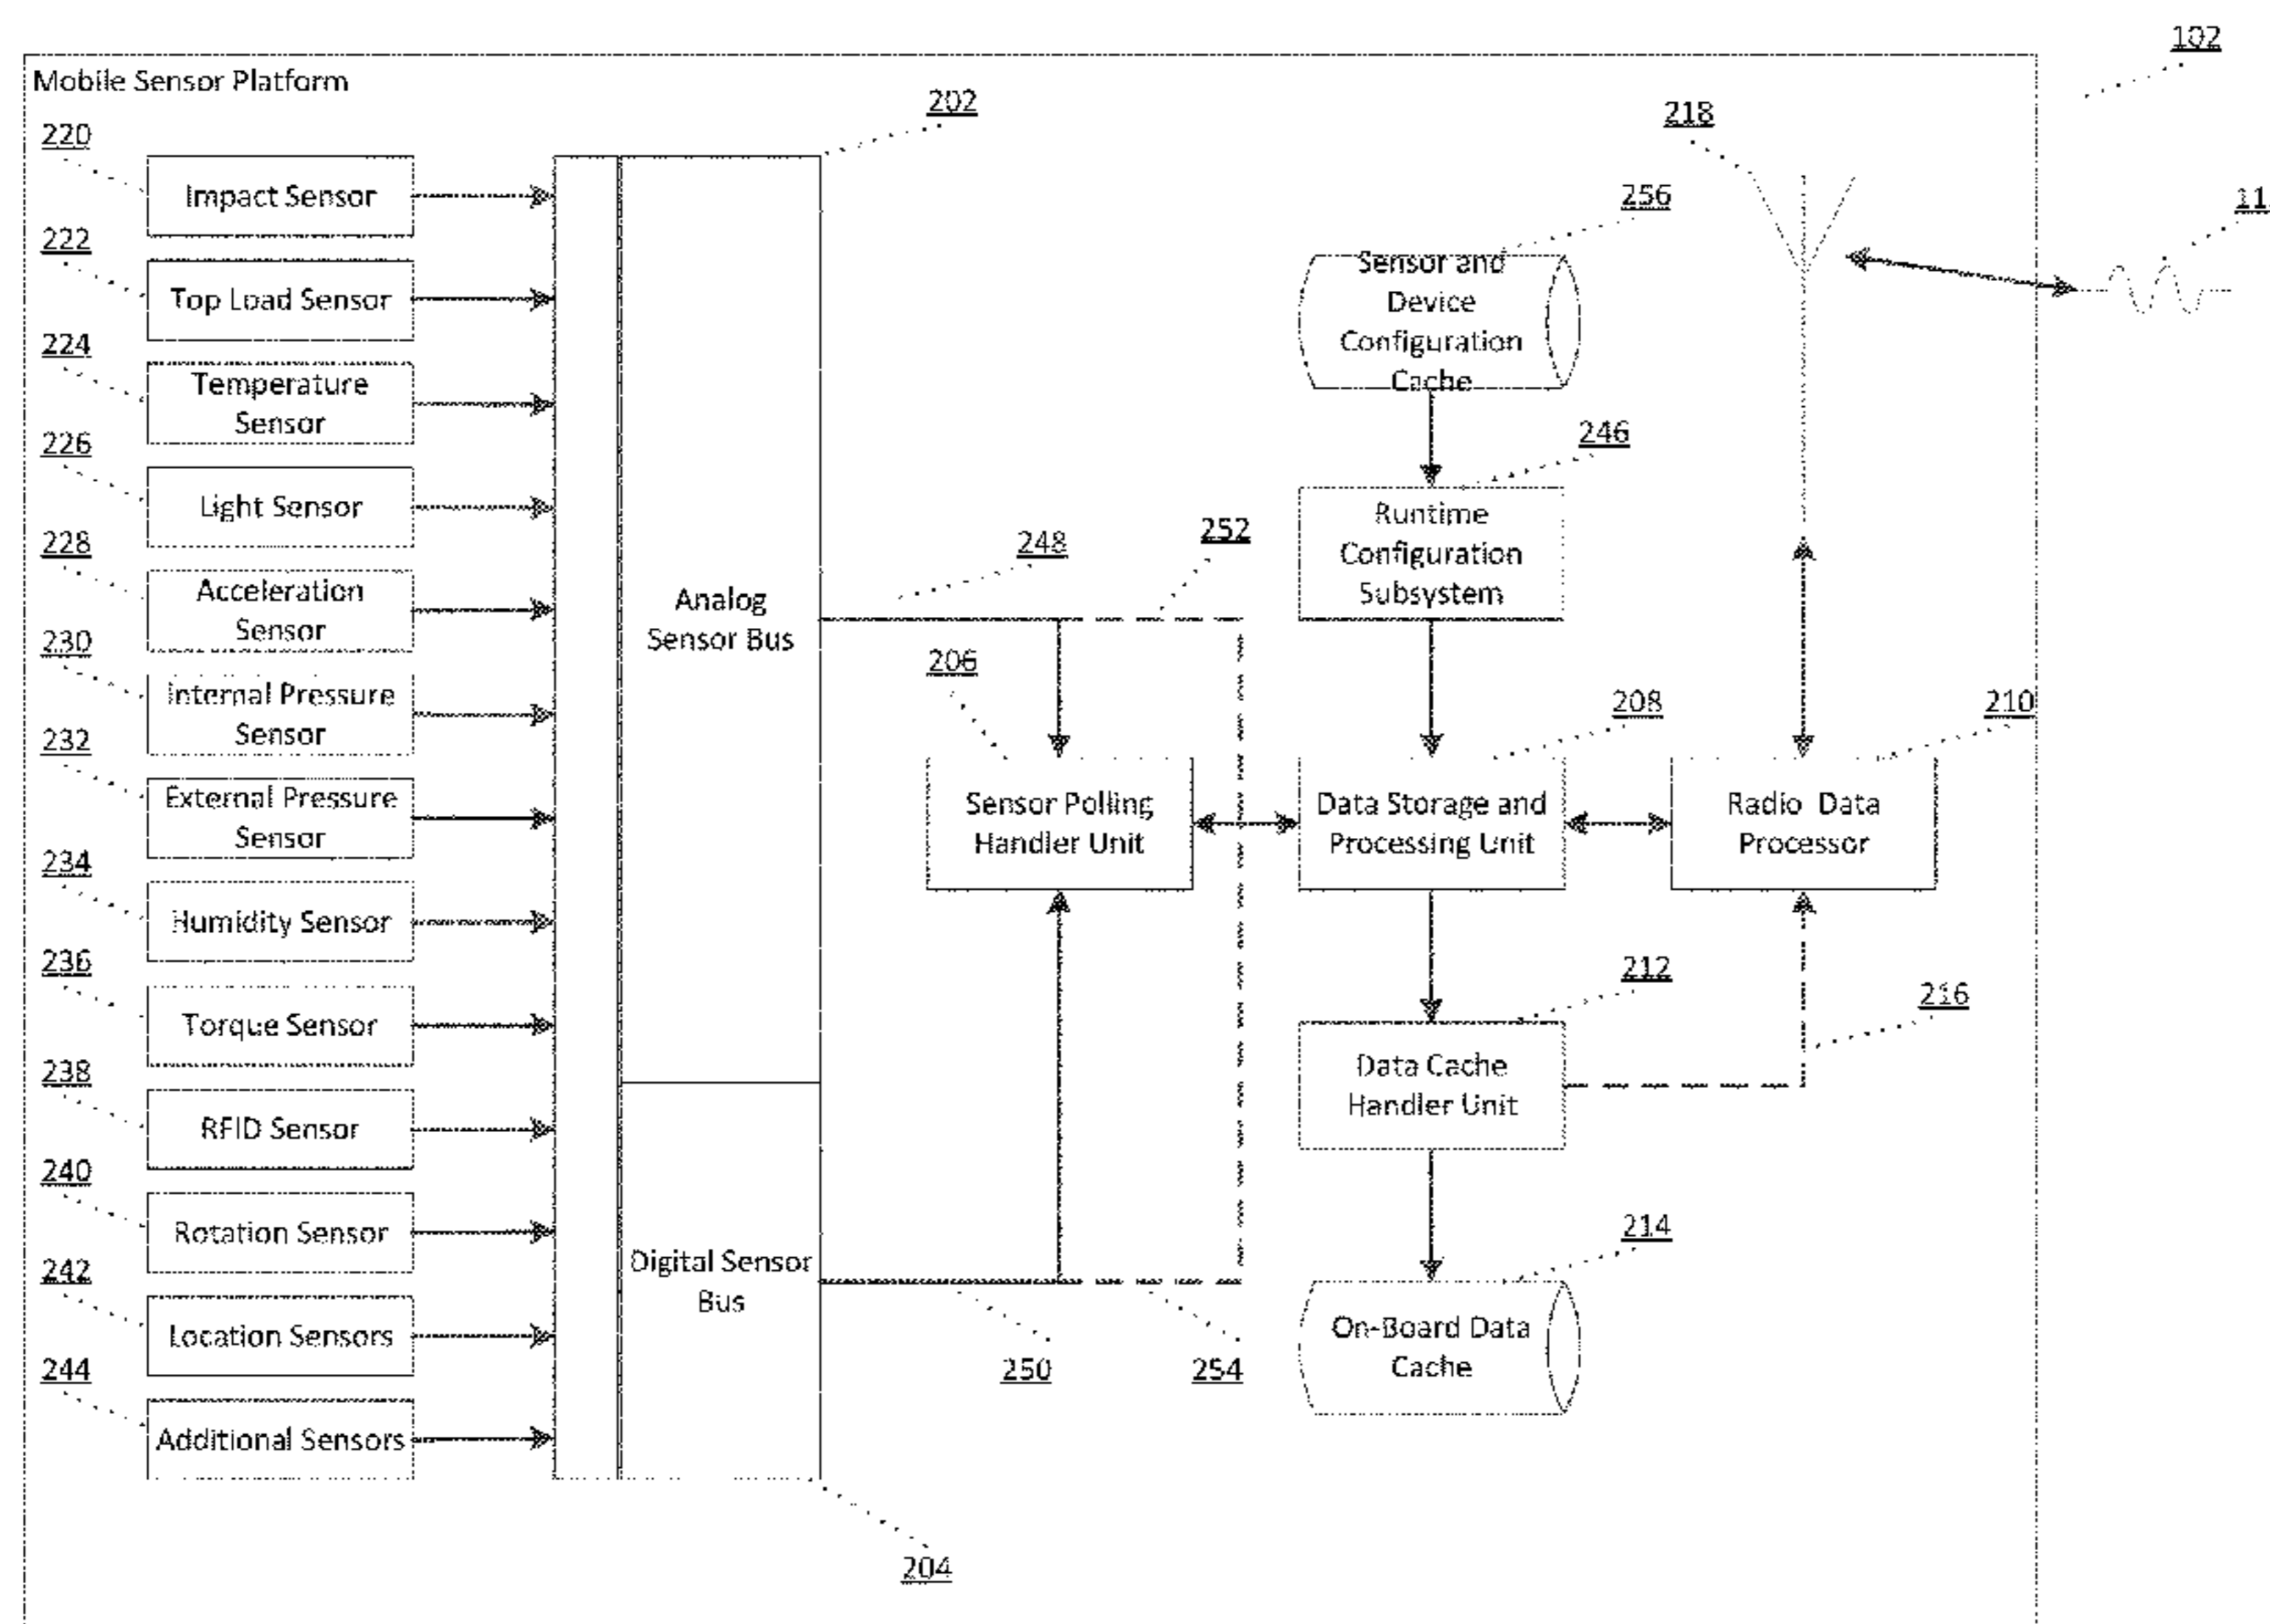 102
Mobile Sensor Platform
202
218
220
Impact Sensor
256
222
Top Load Sensor
Sensor and
Device
Configuration
Cache
224
Temperature
Sensor
246
226
Light Sensor
Runtime
Configuration
Subsystem
252
248
228
Acceleration
Sensor
Analog
Sensor Bus
230
206
Internal Pressure
Sensor
208
210
232
External Pressure
Sensor
Sensor Polling
Handler Unit
Data Storage and
Processing Unit
Radio Data
Processor
234
Humidity Sensor
236
212
216
Torque Sensor
238
Data Cache
Handler Unit
RFID Sensor
240
Rotation Sensor
214
Digital Sensor
Bus
242
Location Sensors
On-Board Data
Cache
244
250
254
Additional Sensors
204